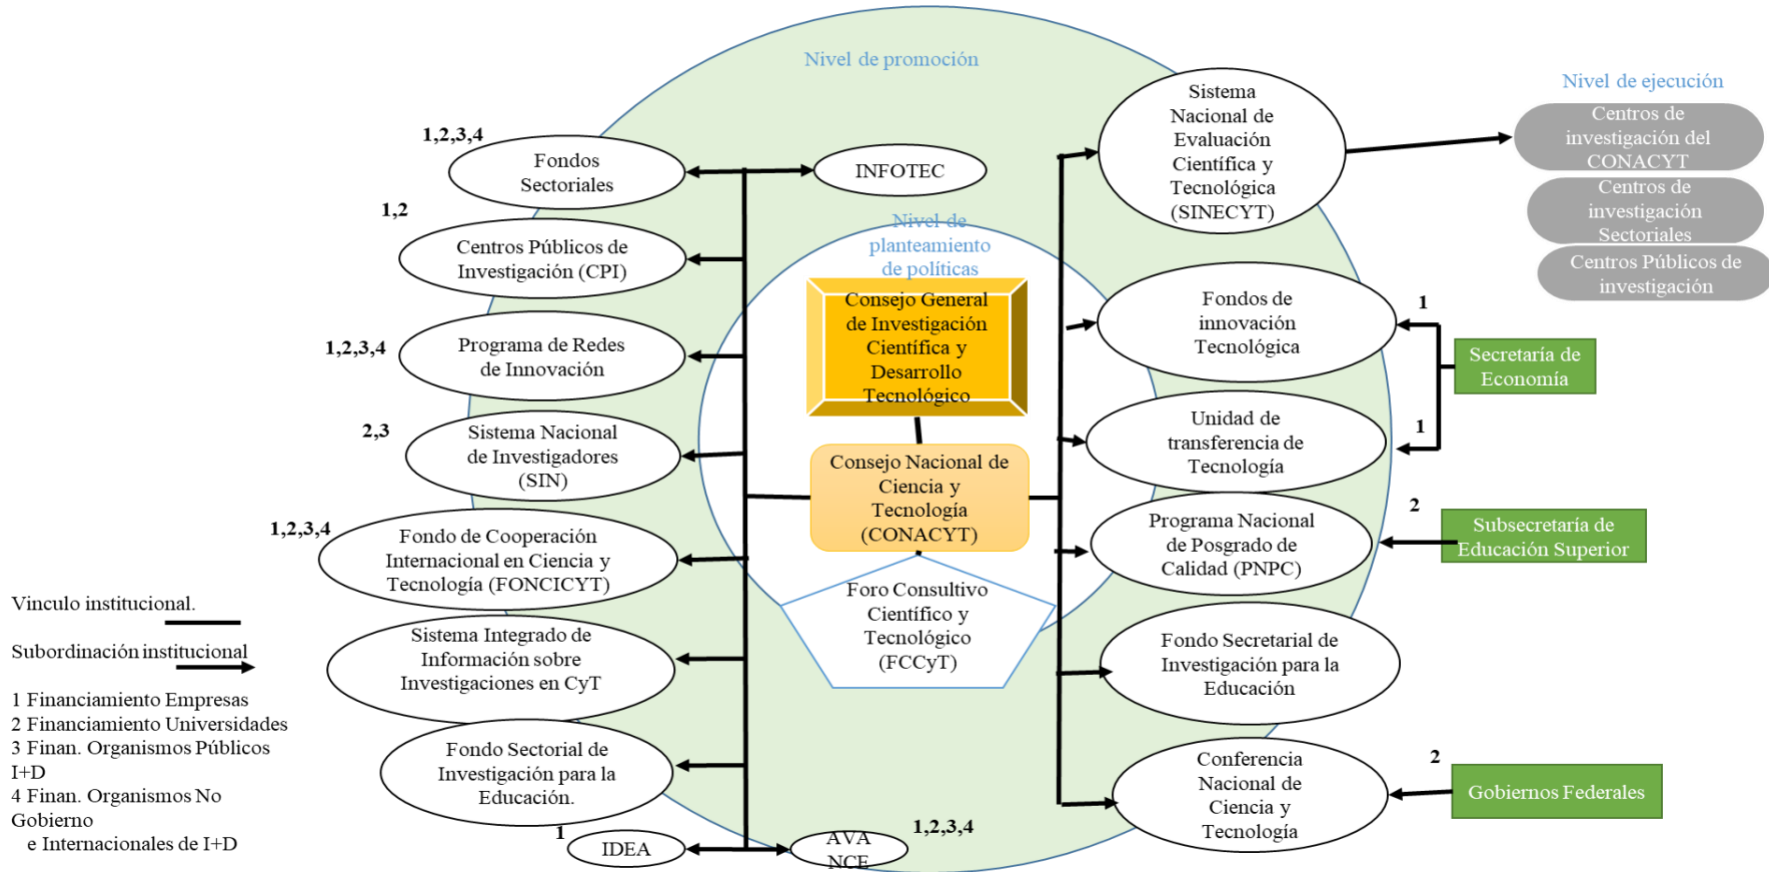 Nivel de promoción
Sistema
Nacional de
Evaluación
Científica y
Tecnológica
(SINECYT)
Nivel de ejecución
Centros de
investigación del
CONACYT
Centros de
investigación
Sectoriales
Centros Públicos de
investigación
1,2,3,4
Fondos
Sectoriales
INFOTEC
1,2
Centros Públicos de
Investigación (CPI)
Nivel de
planteamiento
de políticas
Consejo General
de Investigación
Científica y
Desarrollo
Tecnológico
Fondos de
innovación
Tecnológica
1
Secretaría de
Economía
1,2,3,4
Programa de Redes
de Innovación
2,3
Sistema Nacional
de Investigadores
(SIN)
Consejo Nacional de
Ciencia y
Tecnología
(CONACYT)
Unidad de
transferencia de
Tecnología
1
1,2,3,4
Fondo de Cooperación
Internacional en Ciencia y
Tecnología (FONCICYT)
Programa Nacional
de Posgrado de
Calidad (PNPC)
2
Subsecretaría de
Educación Superior
Foro Consultivo
Científico y
Tecnológico
(FCCyT)
Sistema Integrado de
Información sobre
Investigaciones en CyT
Fondo Secretarial de
Investigación para la
Educación
Fondo Sectorial de
Investigación para la
Educación.
Conferencia
Nacional de
Ciencia y
Tecnología
2
Gobiernos Federales
1
IDEA
AVA
NCE
1,2,3,4
Vinculo institucional.
Subordinación institucional
1 Financiamiento Empresas
2 Financiamiento Universidades
3 Finan. Organismos Públicos
I+D
4 Finan. Organismos No
Gobierno
e Internacionales de I+D